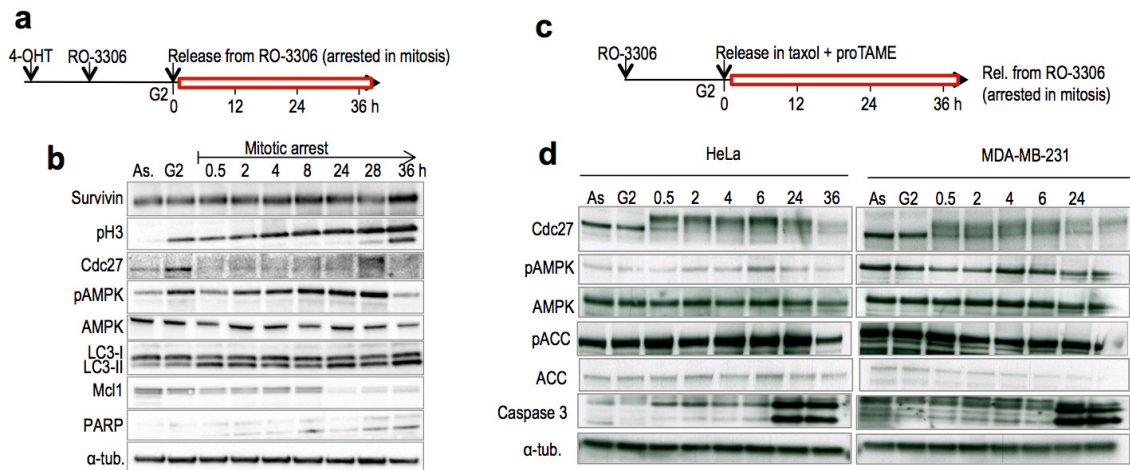 a
4-OHT RO-3306 Release from RO-3306 (arrested in mitosis)
G2
0 12 24 36 h
b
Mitotic arrest
As. G2 0.5 2 4 8 24 28 36 h
Survivin
pH3
Cdc27
pAMPK
AMPK
LC3-I
LC3-II
Mcl1
PARP
α-tub.
c
RO-3306 Release in taxol + proTAME
G2
0 12 24 36 h
Rel. from RO-3306
(arrested in mitosis)
d
HeLa MDA-MB-231
As G2 0.5 2 4 6 24 36 As G2 0.5 2 4 6 24
Cdc27
pAMPK
AMPK
pACC
ACC
Caspase 3
α-tub.